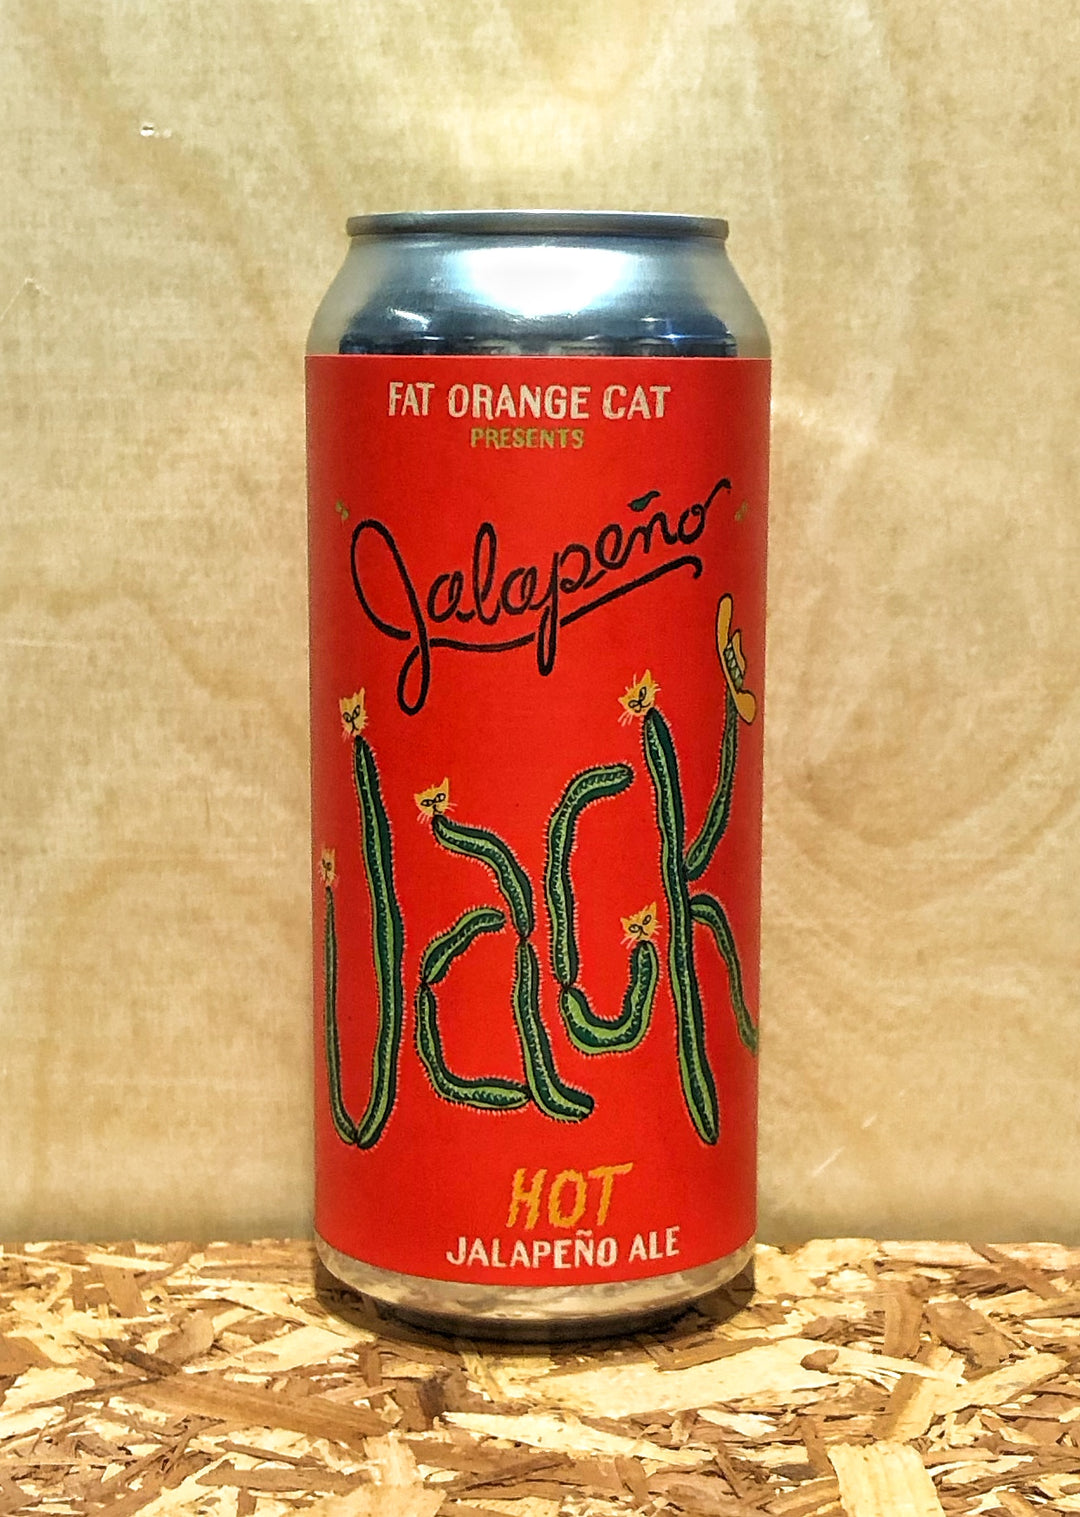 FAT ORANGE CAT
PRESENTS
Jalapeño
Jack
HOT
JALAPEÑO ALE